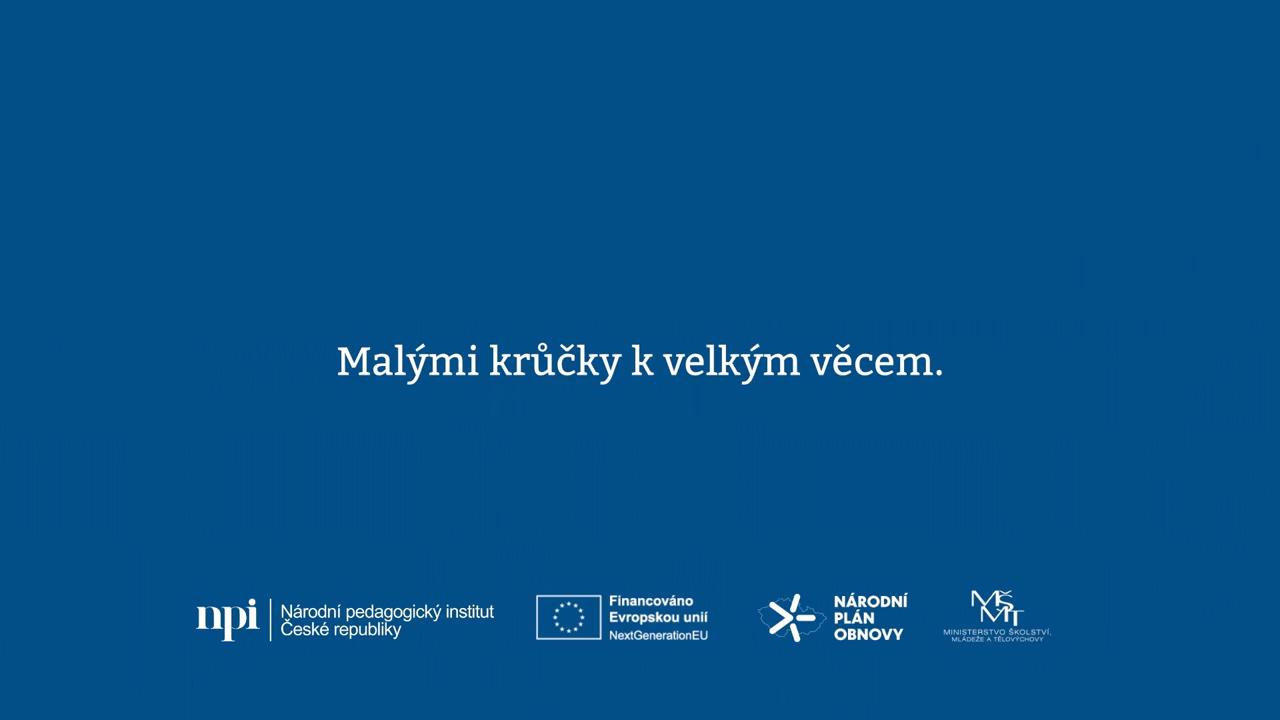 Malými krůčky k velkým věcem.
npi
Národní pedagogický institut
České republiky
Financováno
Evropskou unií
NextGenerationEU
NÁRODNÍ
PLÁN
OBNOVY
MŠMT
MINISTERSTVO ŠKOLSTVÍ,
MLÁDEŽE A TĚLOVÝCHOVY